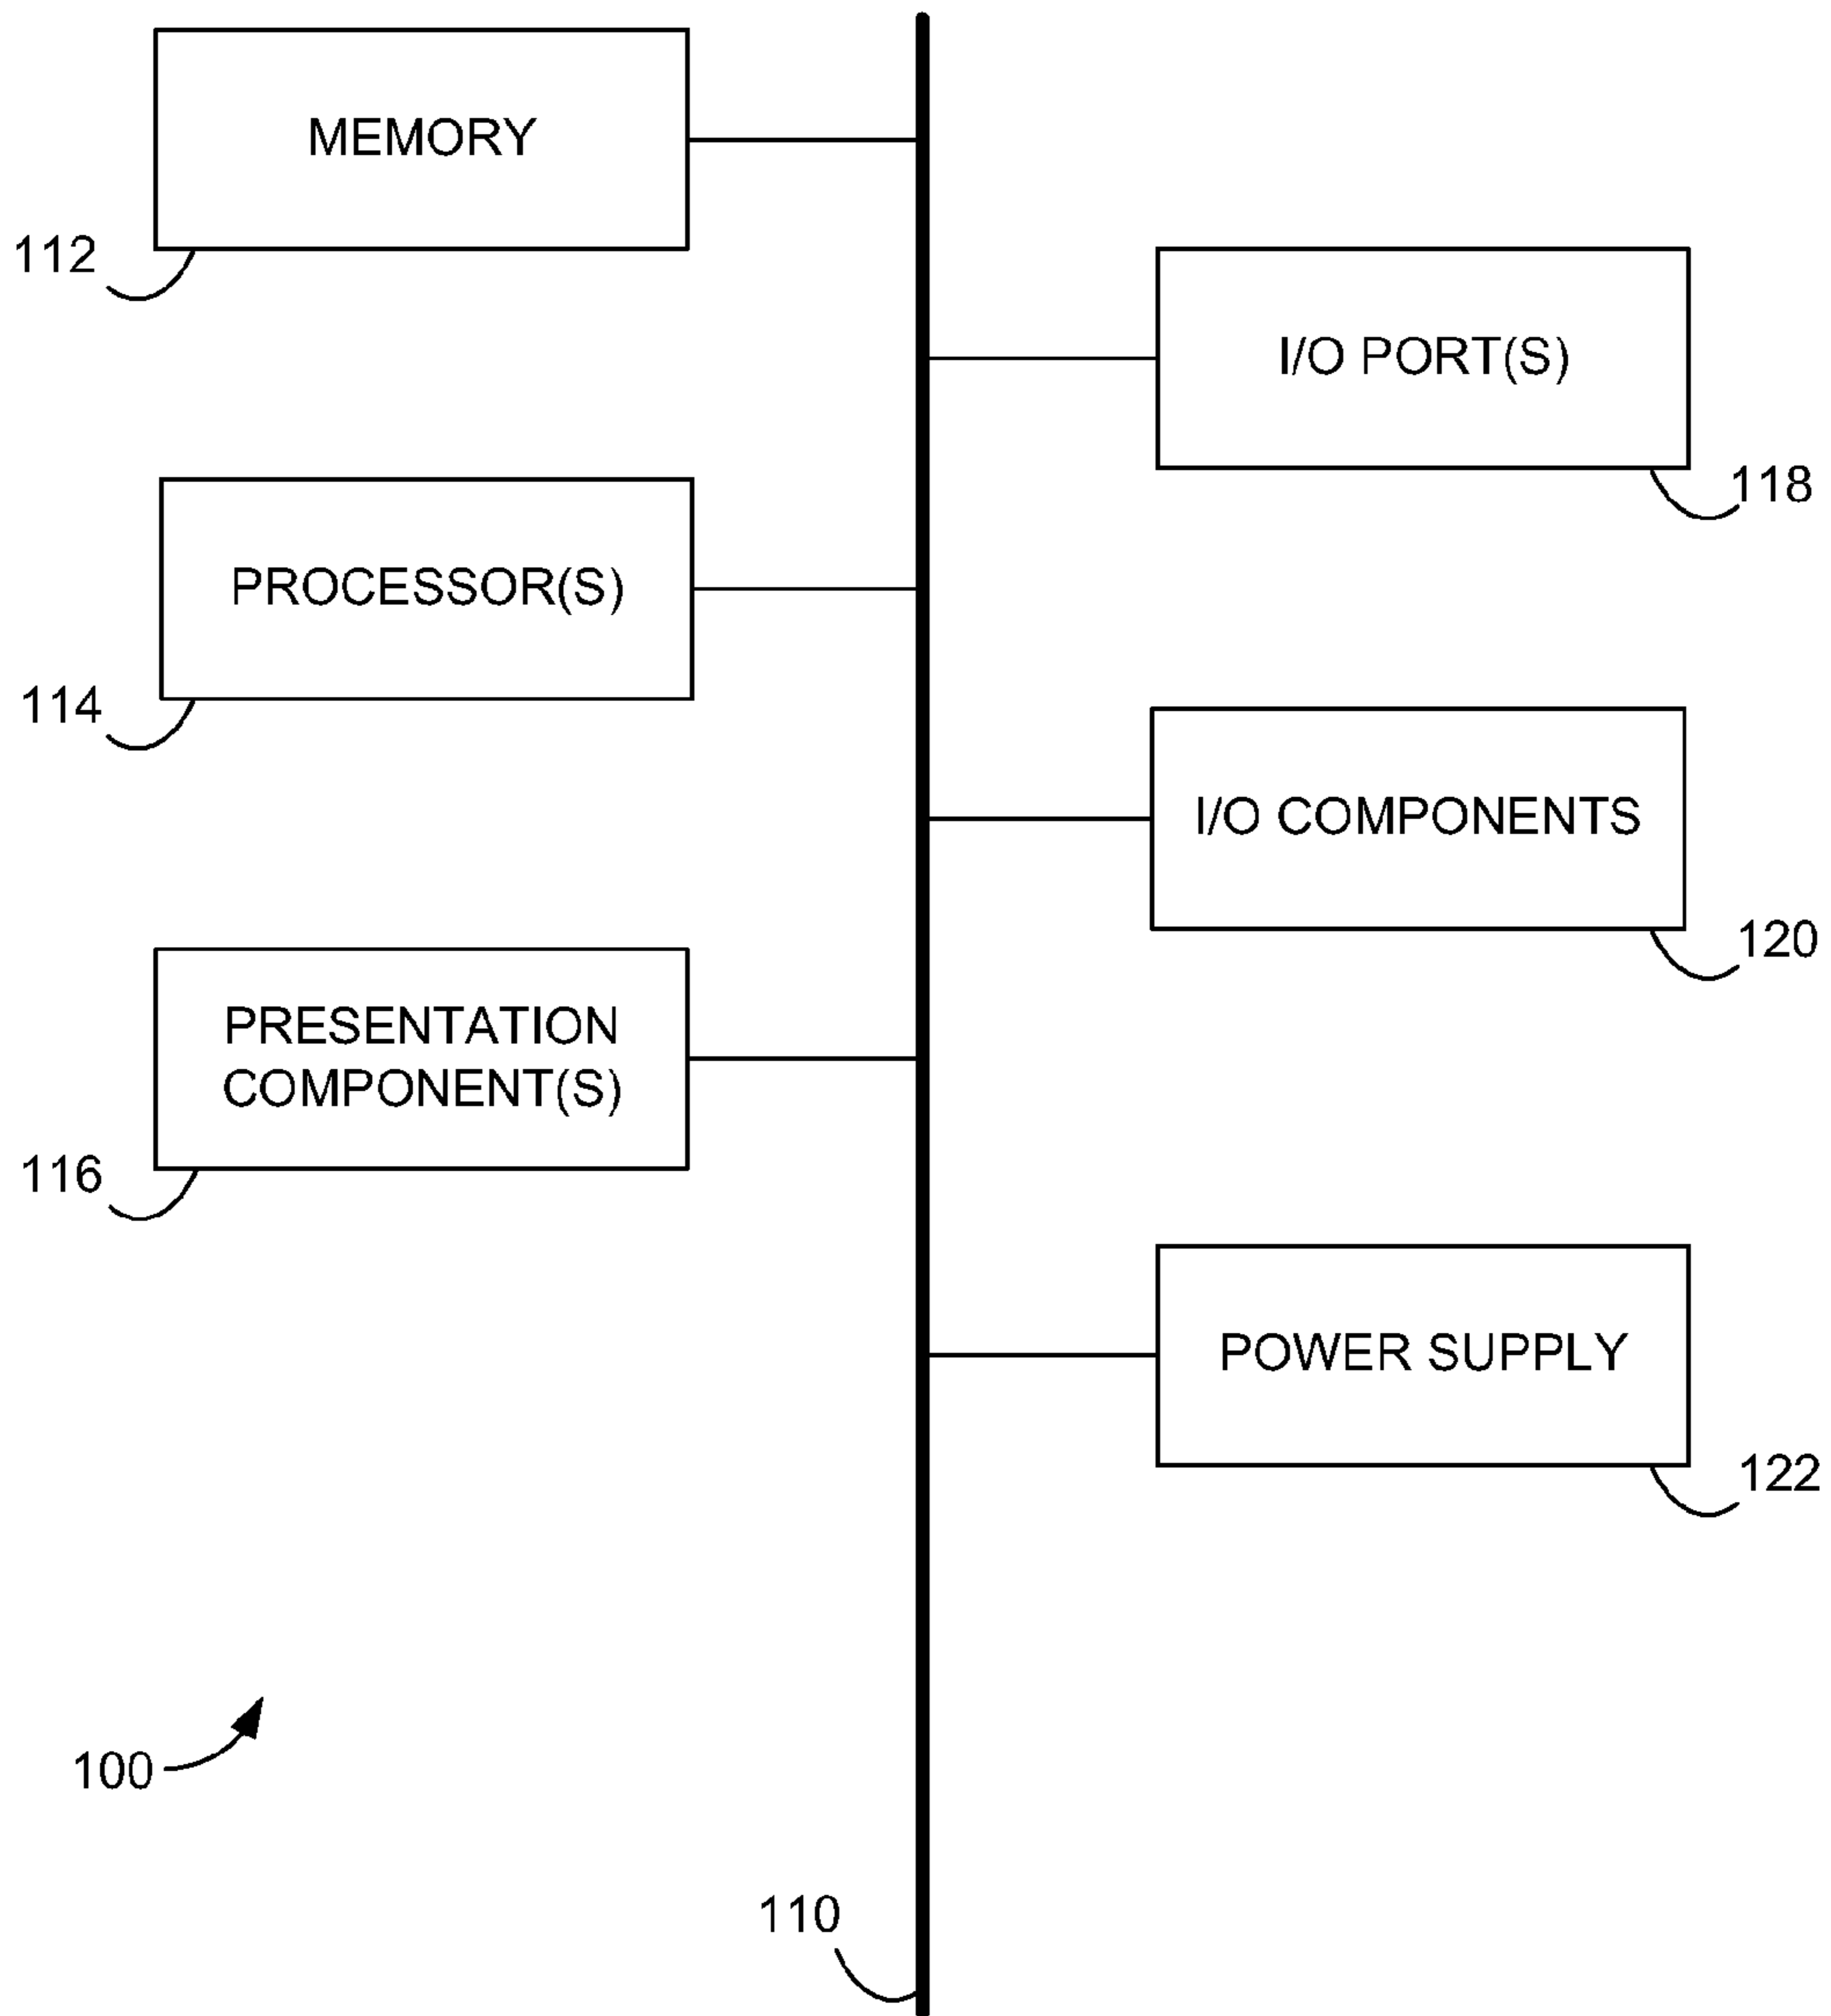 MEMORY
112
I/O PORT(S)
118
PROCESSOR(S)
114
I/O COMPONENTS
120
PRESENTATION
COMPONENT(S)
116
POWER SUPPLY
122
100
110